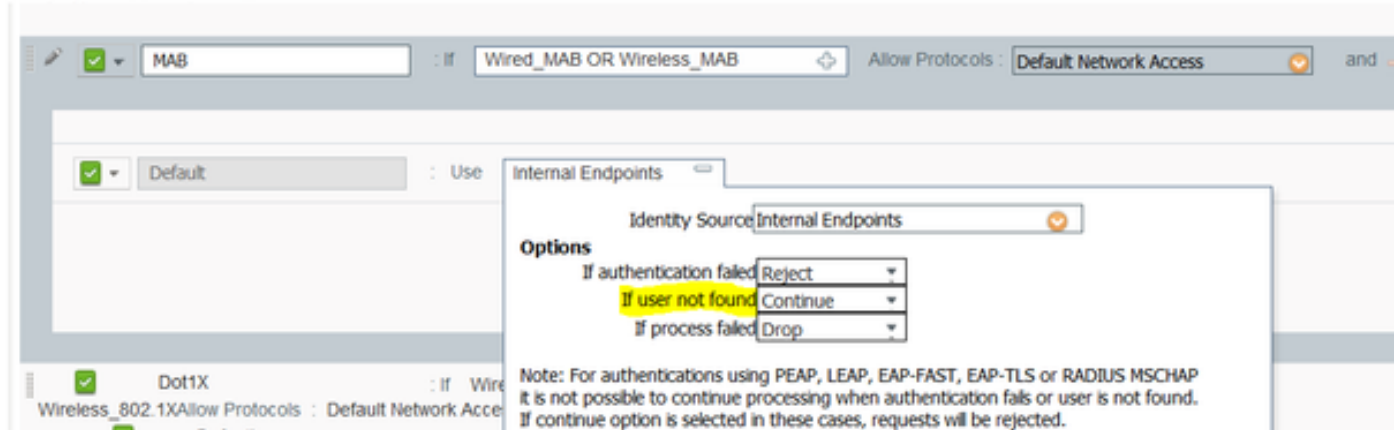 MAB : If Wired_MAB OR Wireless_MAB Allow Protocols : Default Network Access and
Default : Use Internal Endpoints
Identity Source Internal Endpoints
Options
If authentication failed Reject
If user not found Continue
If process failed Drop
Note: For authentications using PEAP, LEAP, EAP-FAST, EAP-TLS or RADIUS MSCHAP
it is not possible to continue processing when authentication fails or user is not found.
If continue option is selected in these cases, requests will be rejected.
Dot1X : If Wire
Wireless_802.1XAllow Protocols : Default Network Acce